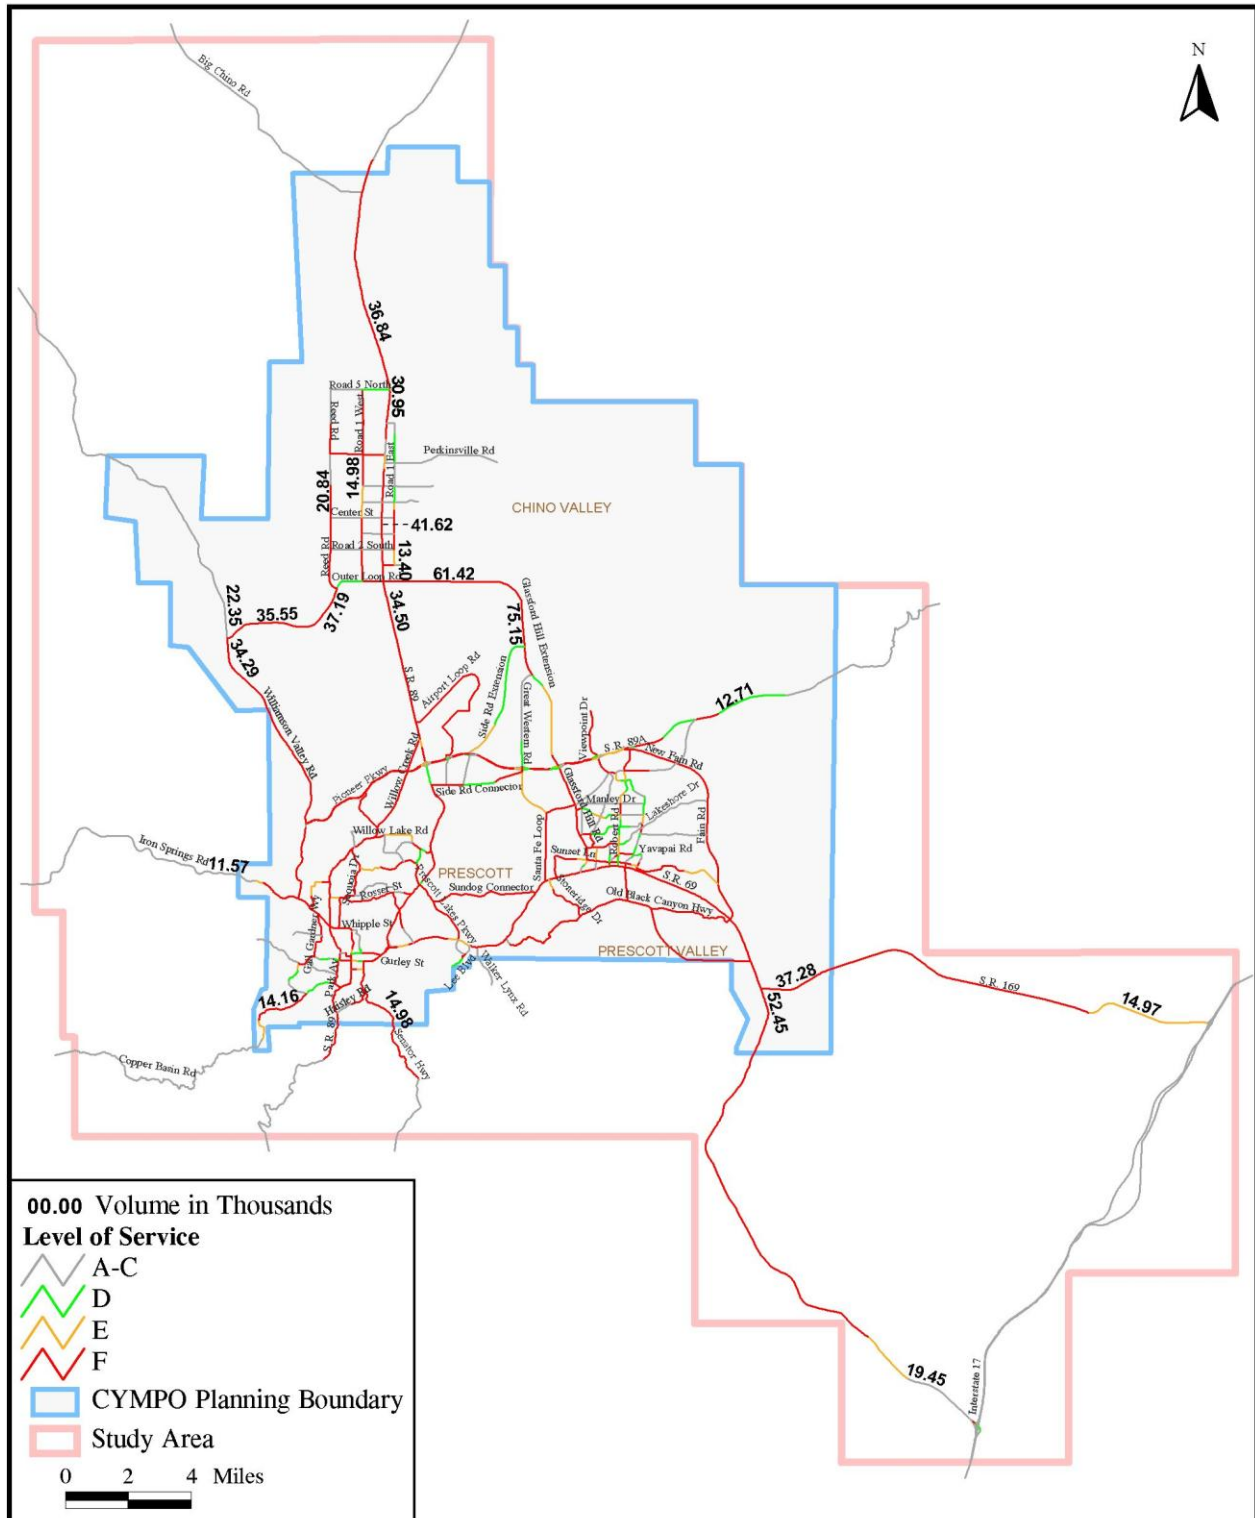 N
Big Chino Rd
36.84
Road 5 North
30.95
Reed Rd
Road 1 West
Road 1 East
Perkinsville Rd
20.84
14.98
CHINO VALLEY
Center St
41.62
Road 2 South
13.40
Reed Rd
Outer Loop Rd
61.42
22.35
35.55
37.19
34.50
75.15
Glassford Hill Extension
34.29
S.R. 89
Airport Loop Rd
Side Rd Extension
Great Western Rd
Viewpoint Dr
12.71
Williamson Valley Rd
Willow Creek Rd
S.R. 89A
New Fain Rd
Pioneer Pkwy
Side Rd Connector
Glassford Hill Rd
Manley Dr
Lakeshore Dr
Willow Lake Rd
Santa Fe Loop
Robert Rd
Fain Rd
Iron Springs Rd
11.57
Sunset Ln
Yavapai Rd
Sequoia Dr
PRESCOTT
S.R. 69
Rosser St
Prescott Lakes Pkwy
Sundog Connector
Stoneridge Dr
Old Black Canyon Hwy
Gail Gardner Wy
Whipple St
PRESCOTT VALLEY
Gurley St
Lee Blvd
Walker Lynx Rd
37.28
S.R. 169
14.97
Park Av
14.16
Haisley Rd
14.98
52.45
S.R. 89
Senator Hwy
Copper Basin Rd
19.45
Interstate 17
00.00 Volume in Thousands
Level of Service
A-C
D
E
F
CYMPO Planning Boundary
Study Area
0 2 4 Miles